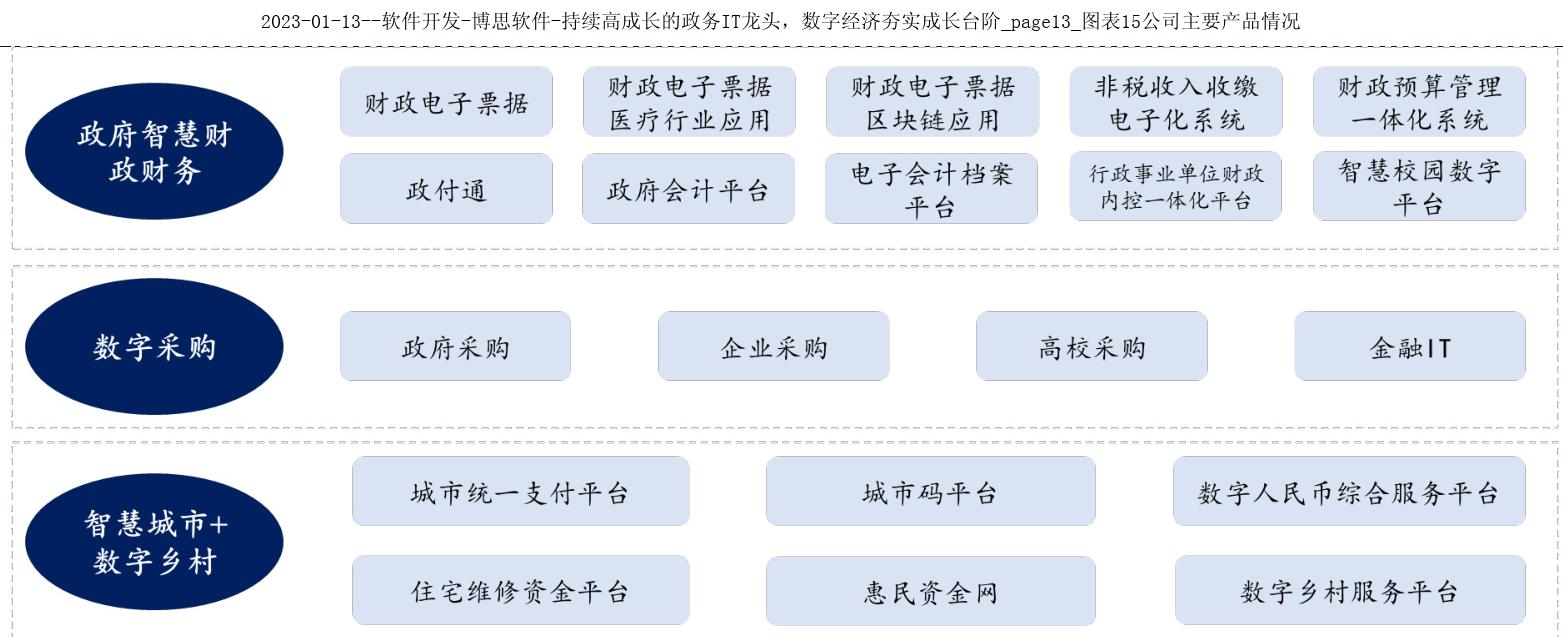 2023-01-13--软件开发-博思软件-持续高成长的政务IT龙头，数字经济夯实成长台阶_page13_图表15公司主要产品情况
政府智慧财
政财务
财政电子票据
财政电子票据
医疗行业应用
财政电子票据
区块链应用
非税收入收缴
电子化系统
财政预算管理
一体化系统
政付通
政府会计平台
电子会计档案
平台
行政事业单位财政
内控一体化平台
智慧校园数字
平台
数字采购
政府采购
企业采购
高校采购
金融IT
智慧城市+
数字乡村
城市统一支付平台
城市码平台
数字人民币综合服务平台
住宅维修资金平台
惠民资金网
数字乡村服务平台